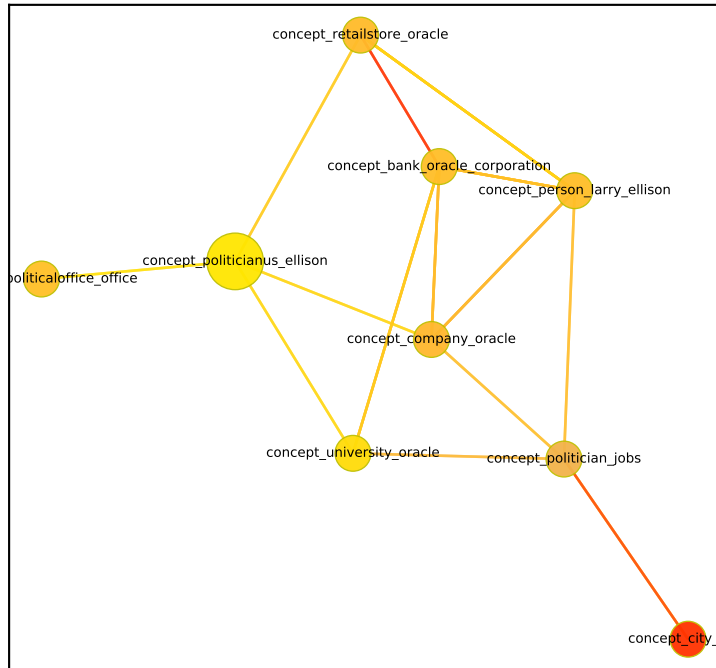 concept_retailstore_oracle
concept_bank_oracle_corporation
concept_person_larry_ellison
concept_politicianus_ellison
politicaloffice_office
concept_company_oracle
concept_university_oracle
concept_politician_jobs
concept_city_